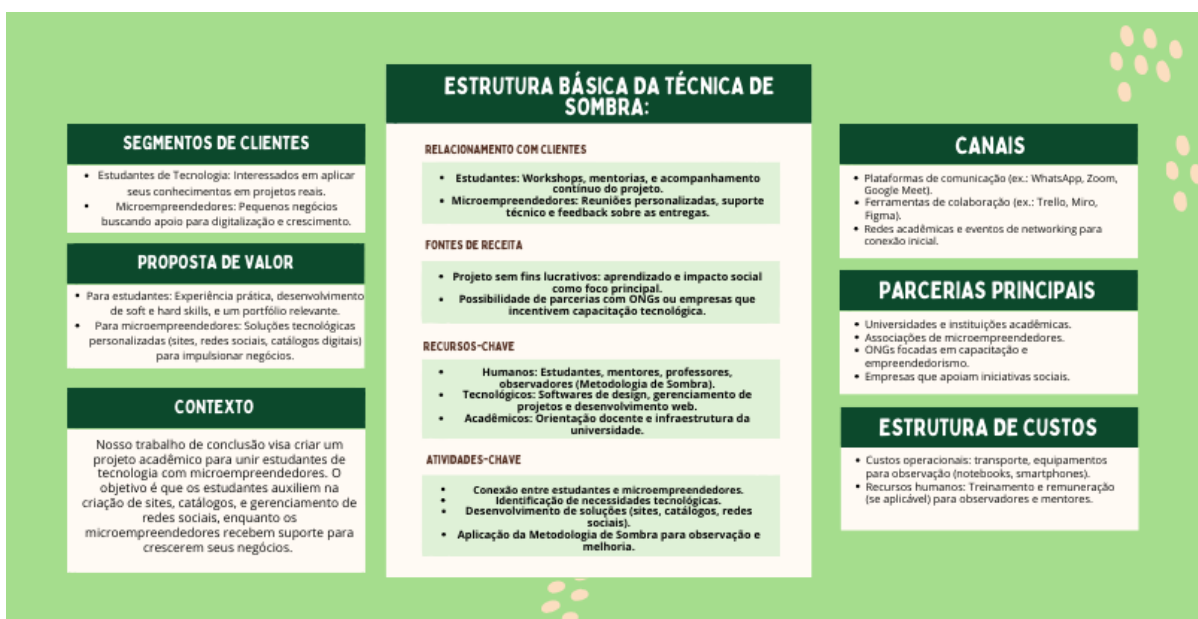 SEGMENTOS DE CLIENTES
• Estudantes de Tecnologia: Interessados em aplicar
seus conhecimentos em projetos reais.
• Microempreendedores: Pequenos negócios
buscando apoio para digitalização e crescimento.
PROPOSTA DE VALOR
• Para estudantes: Experiência prática, desenvolvimento
de soft e hard skills, e um portfólio relevante.
• Para microempreendedores: Soluções tecnológicas
personalizadas (sites, redes sociais, catálogos digitais)
para impulsionar negócios.
CONTEXTO
Nosso trabalho de conclusão visa criar um
projeto acadêmico para unir estudantes de
tecnologia com microempreendedores. O
objetivo é que os estudantes auxiliem na
criação de sites, catálogos, e gerenciamento de
redes sociais, enquanto os
microempreendedores recebem suporte para
crescerem seus negócios.
ESTRUTURA BÁSICA DA TÉCNICA DE
SOMBRA:
RELACIONAMENTO COM CLIENTES
• Estudantes: Workshops, mentorias, e acompanhamento
contínuo do projeto.
• Microempreendedores: Reuniões personalizadas, suporte
técnico e feedback sobre as entregas.
FONTES DE RECEITA
• Projeto sem fins lucrativos: aprendizado e impacto social
como foco principal.
• Possibilidade de parcerias com ONGs ou empresas que
incentivem capacitação tecnológica.
RECURSOS-CHAVE
• Humanos: Estudantes, mentores, professores,
observadores (Metodologia de Sombra).
• Tecnológicos: Softwares de design, gerenciamento de
projetos e desenvolvimento web.
• Acadêmicos: Orientação docente e infraestrutura da
universidade.
ATIVIDADES-CHAVE
• Conexão entre estudantes e microempreendedores.
• Identificação de necessidades tecnológicas.
• Desenvolvimento de soluções (sites, catálogos, redes
sociais).
• Aplicação da Metodologia de Sombra para observação e
melhoria.
CANAIS
• Plataformas de comunicação (ex.: WhatsApp, Zoom,
Google Meet).
• Ferramentas de colaboração (ex.: Trello, Miro,
Figma).
• Redes acadêmicas e eventos de networking para
conexão inicial.
PARCERIAS PRINCIPAIS
• Universidades e instituições acadêmicas.
• Associações de microempreendedores.
• ONGs focadas em capacitação e
empreendedorismo.
• Empresas que apoiam iniciativas sociais.
ESTRUTURA DE CUSTOS
• Custos operacionais: transporte, equipamentos
para observação (notebooks, smartphones).
• Recursos humanos: Treinamento e remuneração
(se aplicável) para observadores e mentores.